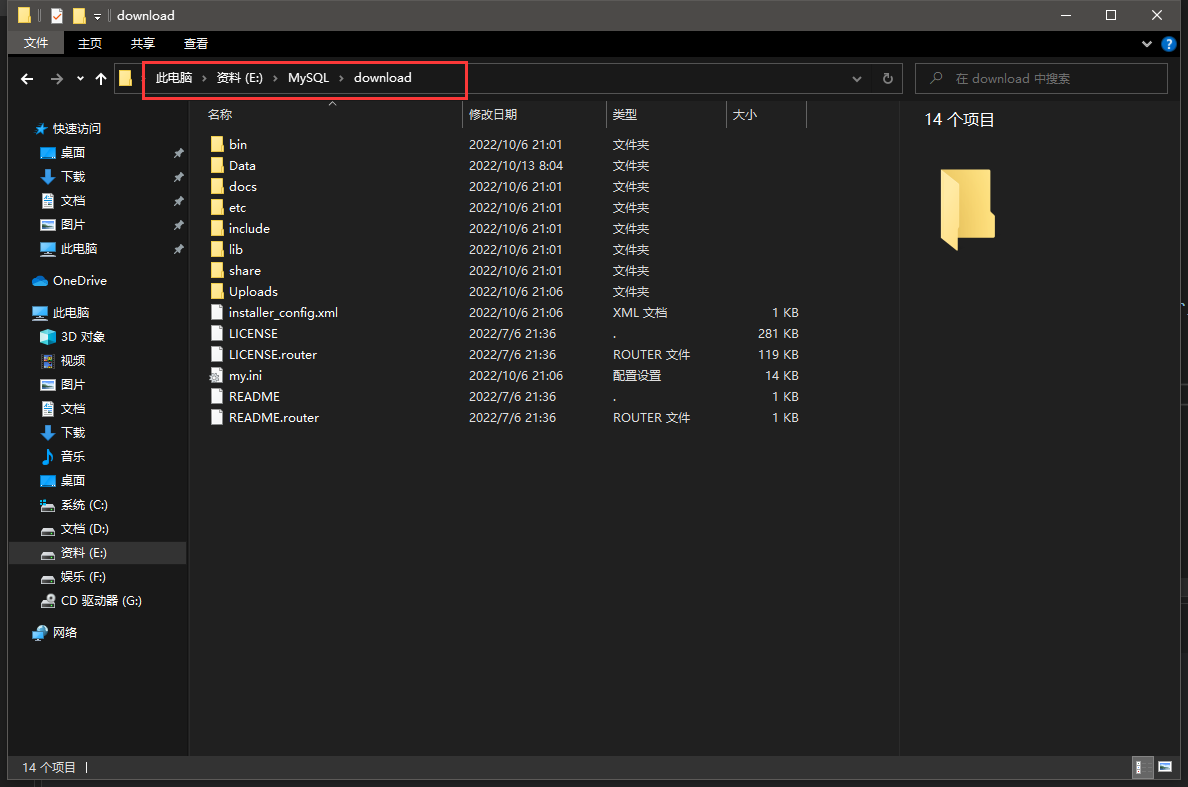 download
文件 主页 共享 查看
此电脑 › 资料 (E:) › MySQL › download
在 download 中搜索
快速访问
桌面
下载
文档
图片
此电脑
OneDrive
此电脑
3D 对象
视频
图片
文档
下载
音乐
桌面
系统 (C:)
文档 (D:)
资料 (E:)
娱乐 (F:)
CD 驱动器 (G:)
网络
名称 修改日期 类型 大小
bin 2022/10/6 21:01 文件夹
Data 2022/10/13 8:04 文件夹
docs 2022/10/6 21:01 文件夹
etc 2022/10/6 21:01 文件夹
include 2022/10/6 21:01 文件夹
lib 2022/10/6 21:01 文件夹
share 2022/10/6 21:01 文件夹
Uploads 2022/10/6 21:06 文件夹
installer_config.xml 2022/10/6 21:06 XML 文档 1 KB
LICENSE 2022/7/6 21:36 . 281 KB
LICENSE.router 2022/7/6 21:36 ROUTER 文件 119 KB
my.ini 2022/10/6 21:06 配置设置 14 KB
README 2022/7/6 21:36 . 1 KB
README.router 2022/7/6 21:36 ROUTER 文件 1 KB
14 个项目
14 个项目